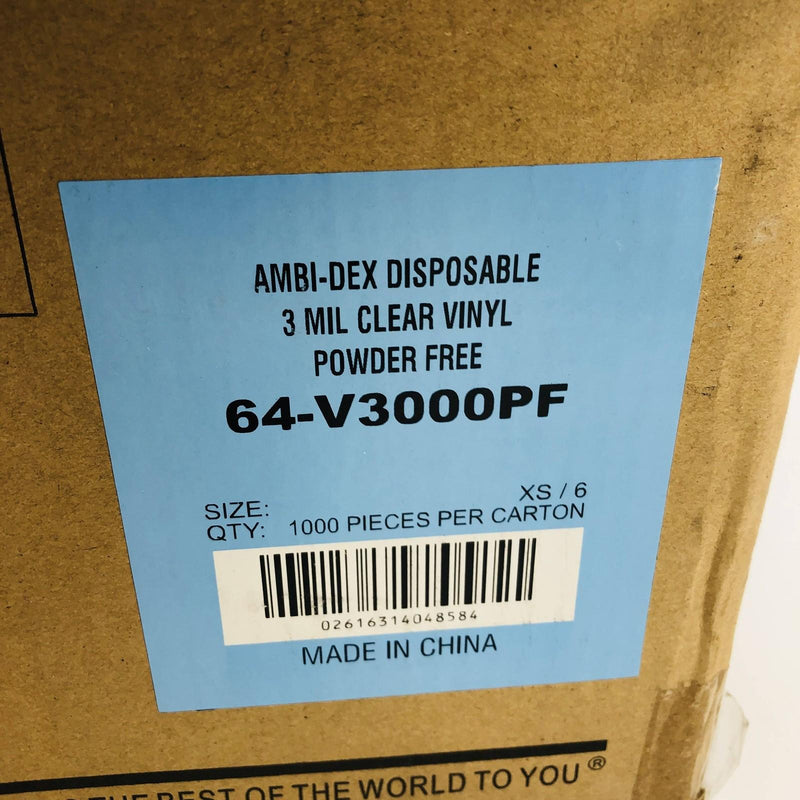 AMBI-DEX DISPOSABLE
3 MIL CLEAR VINYL
POWDER FREE
64-V3000PF
SIZE: XS / 6
QTY: 1000 PIECES PER CARTON
02616314048584
MADE IN CHINA
THE BEST OF THE WORLD TO YOU®